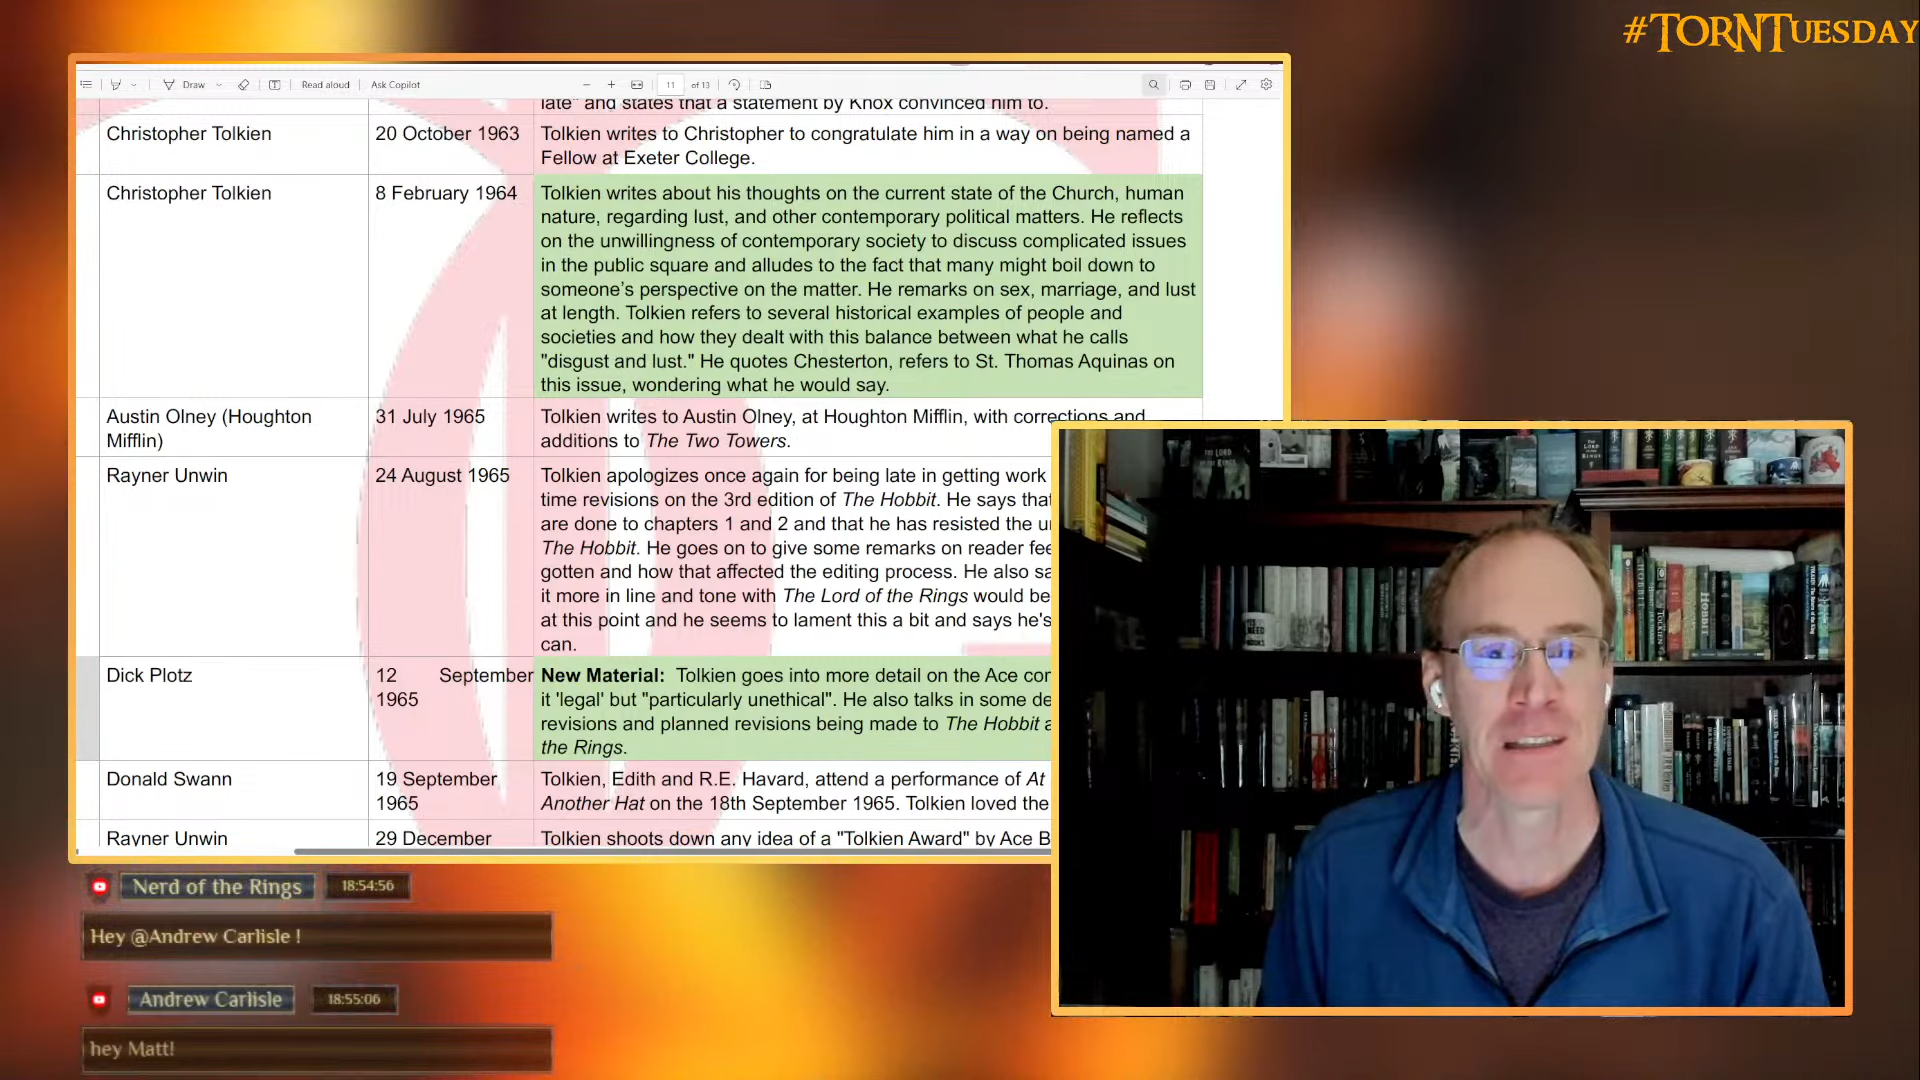 #TORNTUESDAY
Draw
Read aloud
Ask Copilot
11 of 13
late" and states that a statement by Knox convinced him to.
Christopher Tolkien
20 October 1963
Tolkien writes to Christopher to congratulate him in a way on being named a
Fellow at Exeter College.
Christopher Tolkien
8 February 1964
Tolkien writes about his thoughts on the current state of the Church, human
nature, regarding lust, and other contemporary political matters. He reflects
on the unwillingness of contemporary society to discuss complicated issues
in the public square and alludes to the fact that many might boil down to
someone's perspective on the matter. He remarks on sex, marriage, and lust
at length. Tolkien refers to several historical examples of people and
societies and how they dealt with this balance between what he calls
"disgust and lust." He quotes Chesterton, refers to St. Thomas Aquinas on
this issue, wondering what he would say.
Austin Olney (Houghton
Mifflin)
31 July 1965
Tolkien writes to Austin Olney, at Houghton Mifflin, with corrections and
additions to The Two Towers.
Rayner Unwin
24 August 1965
Tolkien apologizes once again for being late in getting work
time revisions on the 3rd edition of The Hobbit. He says that
are done to chapters 1 and 2 and that he has resisted the
The Hobbit. He goes on to give some remarks on reader
gotten and how that affected the editing process. He also
it more in line and tone with The Lord of the Rings would be
at this point and he seems to lament this a bit and says he's
can.
Dick Plotz
12 September
1965
New Material: Tolkien goes into more detail on the Ace
it 'legal' but "particularly unethical". He also talks in some
revisions and planned revisions being made to The Hobbit
the Rings.
Donald Swann
19 September
1965
Tolkien, Edith and R.E. Havard, attend a performance of At
Another Hat on the 18th September 1965. Tolkien loved the
Rayner Unwin
29 December
Tolkien shoots down any idea of a "Tolkien Award" by Ace
THE LORD
OF THE RINGS
HOBBIT
TOLKIEN
HOBBIT
Nerd of the Rings
18:54:56
Hey @Andrew Carlisle !
Andrew Carlisle
18:55:06
hey Matt!